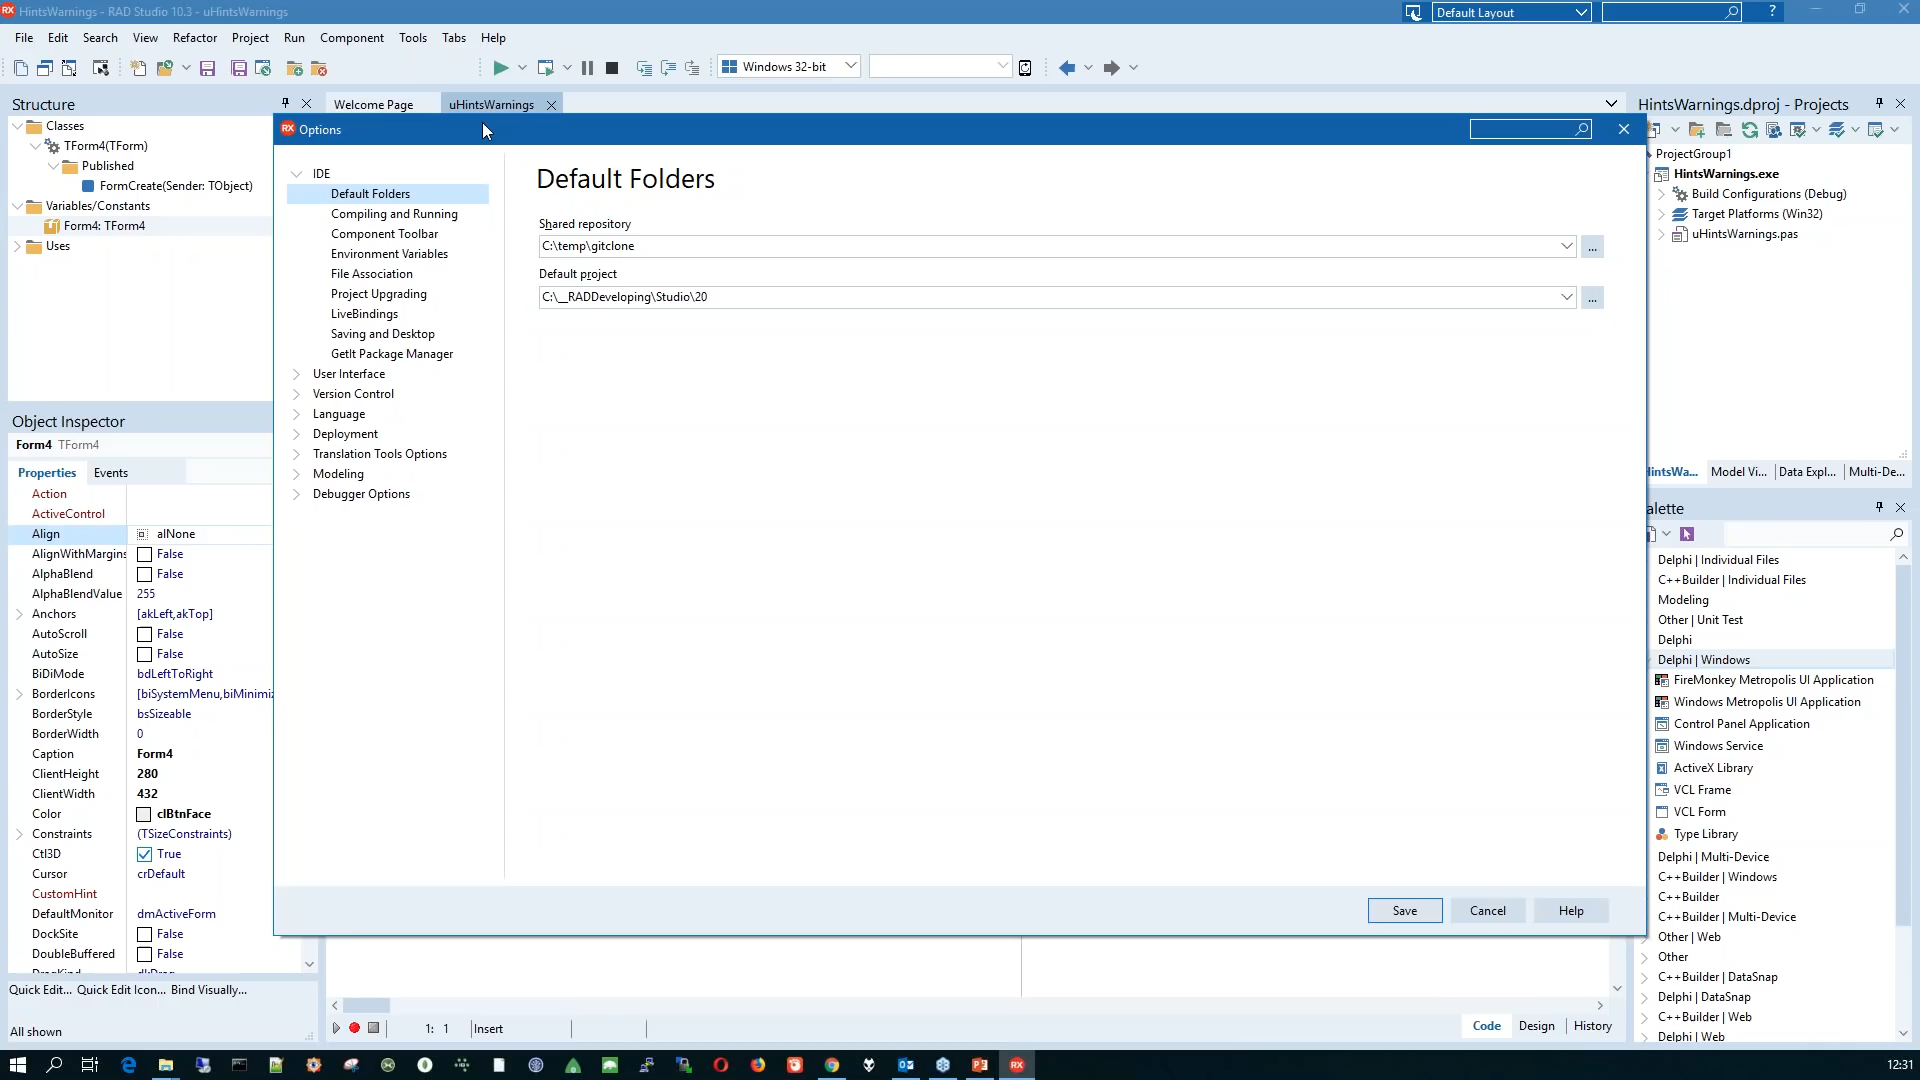 HintsWarnings - RAD Studio 10.3 - uHintsWarnings
Default Layout
?
File Edit Search View Refactor Project Run Component Tools Tabs Help
Windows 32-bit
Structure
Classes
TForm4(TForm)
Published
FormCreate(Sender: TObject)
Variables/Constants
Form4: TForm4
Uses
Welcome Page
uHintsWarnings
Options
IDE
Default Folders
Compiling and Running
Component Toolbar
Environment Variables
File Association
Project Upgrading
LiveBindings
Saving and Desktop
GetIt Package Manager
User Interface
Version Control
Language
Deployment
Translation Tools Options
Modeling
Debugger Options
Default Folders
Shared repository
C:\temp\gitclone
...
Default project
C:\__RADDeveloping\Studio\20
...
Save
Cancel
Help
Object Inspector
Form4 TForm4
Properties Events
Action
ActiveControl
Align alNone
AlignWithMargins False
AlphaBlend False
AlphaBlendValue 255
Anchors [akLeft,akTop]
AutoScroll False
AutoSize False
BiDiMode bdLeftToRight
BorderIcons [biSystemMenu,biMinimiz
BorderStyle bsSizeable
BorderWidth 0
Caption Form4
ClientHeight 280
ClientWidth 432
Color clBtnFace
Constraints (TSizeConstraints)
Ctl3D True
Cursor crDefault
CustomHint
DefaultMonitor dmActiveForm
DockSite False
DoubleBuffered False
DragKind dkDrag
Quick Edit... Quick Edit Icon... Bind Visually...
All shown
1: 1 Insert
Code Design History
HintsWarnings.dproj - Projects
ProjectGroup1
HintsWarnings.exe
Build Configurations (Debug)
Target Platforms (Win32)
uHintsWarnings.pas
HintsWa... Model Vi... Data Expl... Multi-De...
alette
Delphi | Individual Files
C++Builder | Individual Files
Modeling
Other | Unit Test
Delphi
Delphi | Windows
FireMonkey Metropolis UI Application
Windows Metropolis UI Application
Control Panel Application
Windows Service
ActiveX Library
VCL Frame
VCL Form
Type Library
Delphi | Multi-Device
C++Builder | Windows
C++Builder
C++Builder | Multi-Device
Other | Web
Other
C++Builder | DataSnap
Delphi | DataSnap
C++Builder | Web
Delphi | Web
12:31